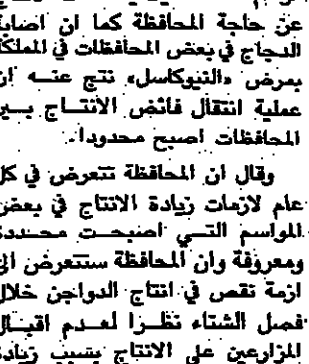 عن حاجة المحافظة كما ان اصابة
الدجاج في بعض المحافظات في المملكة
بمرض «النيوكاسل» نتج عنه ان
عملية انتقال فائض الانتاج بين
المحافظات اصبح محدودا.
وقال ان المحافظة تتعرض في كل
عام لازمات زيادة الانتاج في بعض
المواسم التي اصبحت محددة
ومعروفة وان المحافظة ستتعرض الى
ازمة نقص في انتاج الدواجن خلال
فصل الشتاء نظرا لعدم اقبال
المزارعين على الانتاج بسبب زيادة